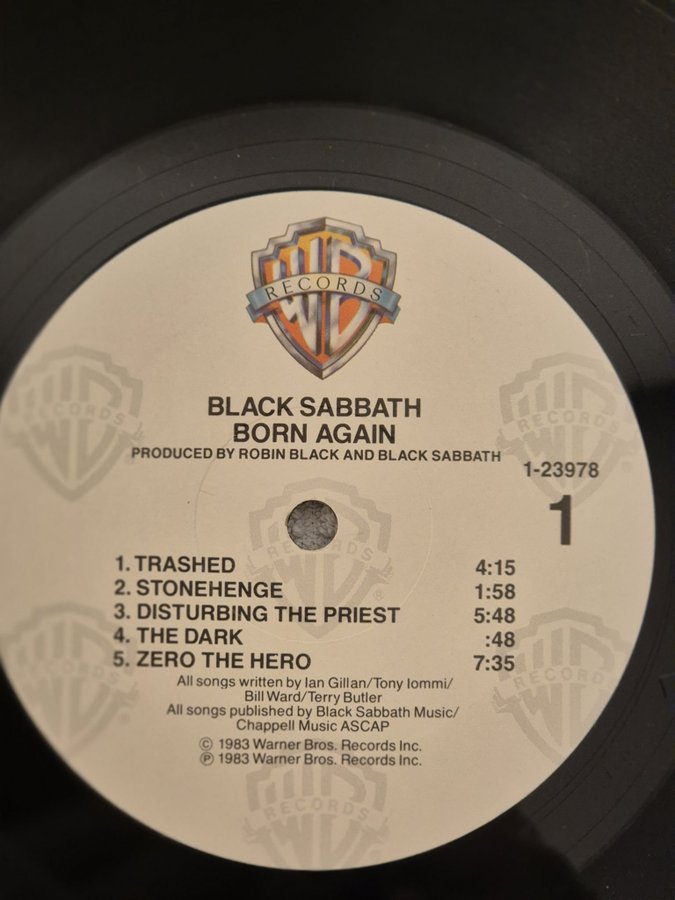 WB
RECORDS
BLACK SABBATH
BORN AGAIN
PRODUCED BY ROBIN BLACK AND BLACK SABBATH
1-23978
1
1. TRASHED 4:15
2. STONEHENGE 1:58
3. DISTURBING THE PRIEST 5:48
4. THE DARK :48
5. ZERO THE HERO 7:35
All songs written by Ian Gillan/Tony Iommi/
Bill Ward/Terry Butler
All songs published by Black Sabbath Music/
Chappell Music ASCAP
© 1983 Warner Bros. Records Inc.
℗ 1983 Warner Bros. Records Inc.